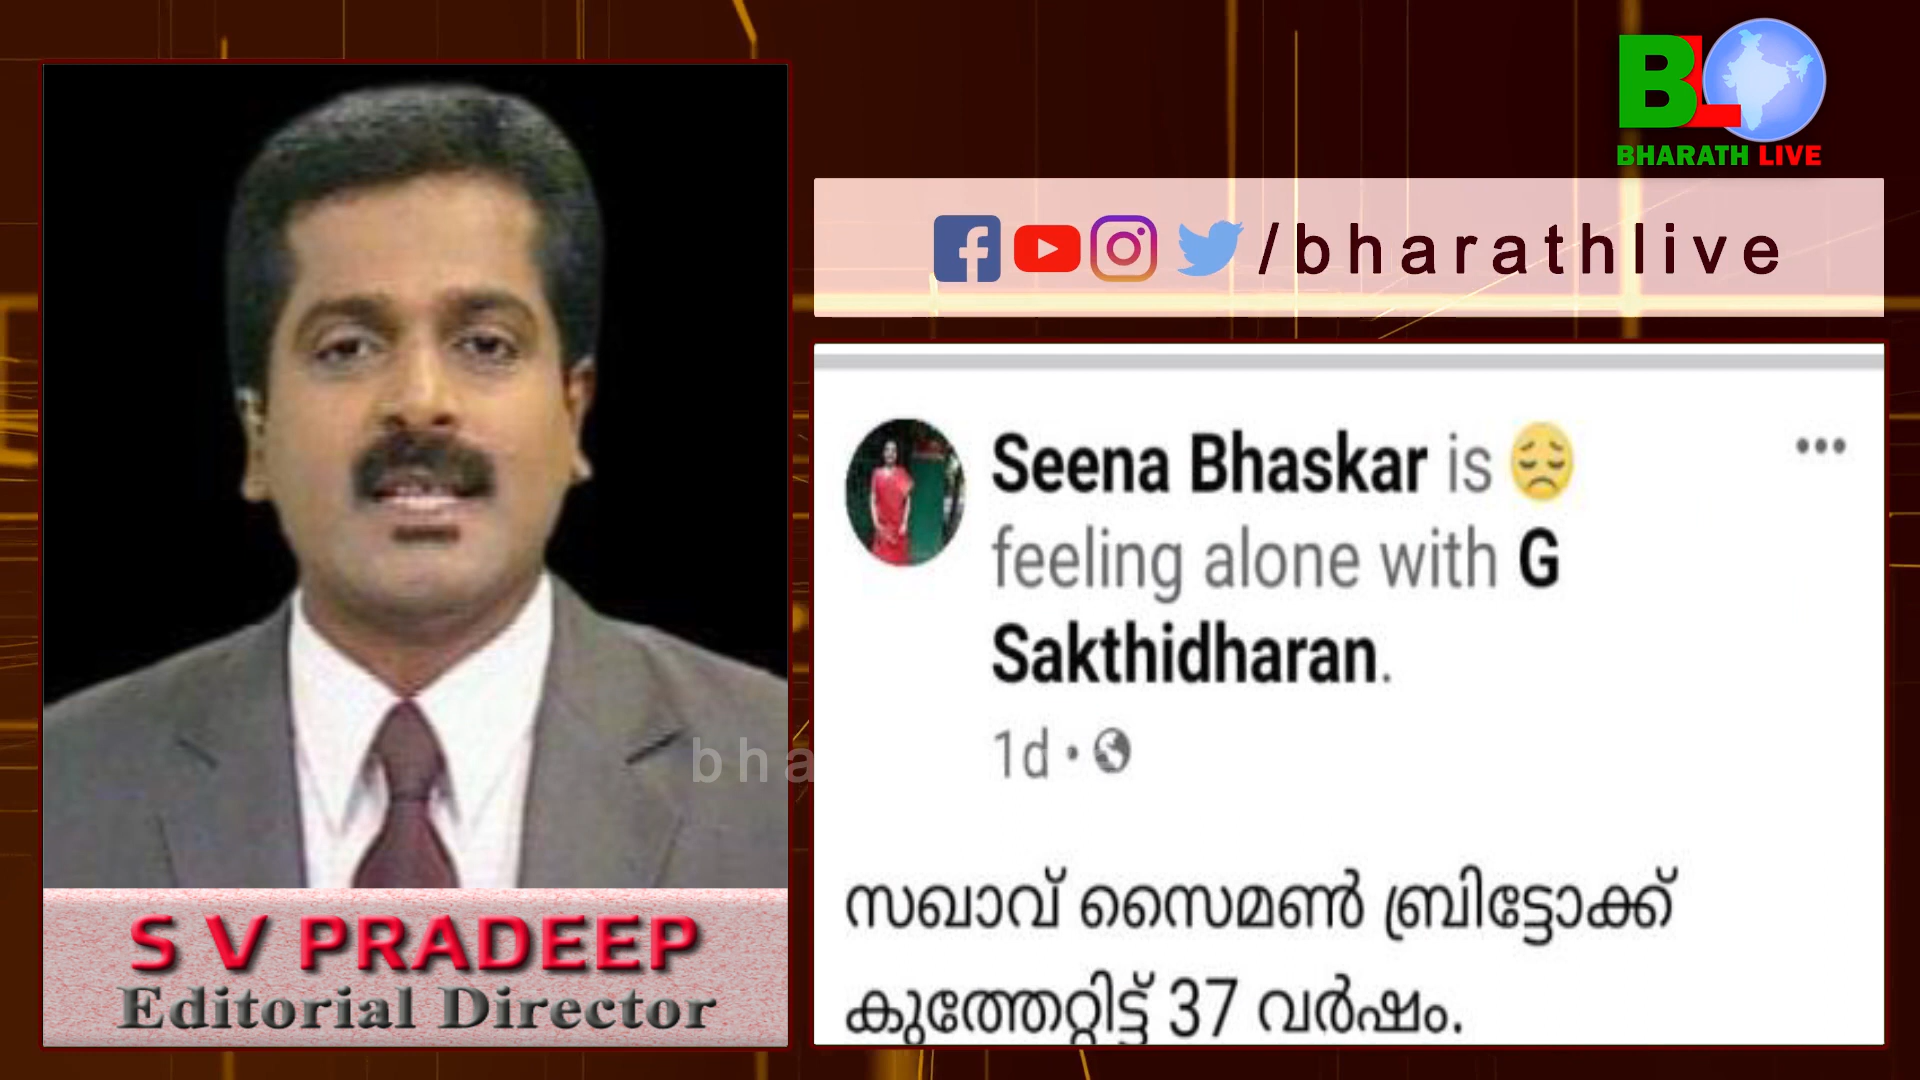 BL
BHARATH LIVE
/bharathlive
Seena Bhaskar is
feeling alone with G
Sakthidharan.
1d
സഖാവ് സൈമൺ ബ്രിട്ടോക്ക്
കുത്തേറ്റിട്ട് 37 വർഷം.
bha
S V PRADEEP
Editorial Director